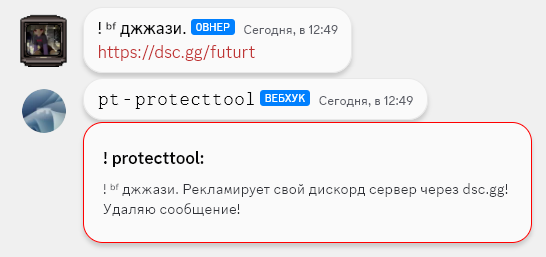 ! ᵇᶠ джжази. ОВНЕР Сегодня, в 12:49
https://dsc.gg/futurt
pt-protecttool ВЕБХУК Сегодня, в 12:49
! protecttool:
! ᵇᶠ джжази. Рекламирует свой дискорд сервер через dsc.gg!
Удаляю сообщение!